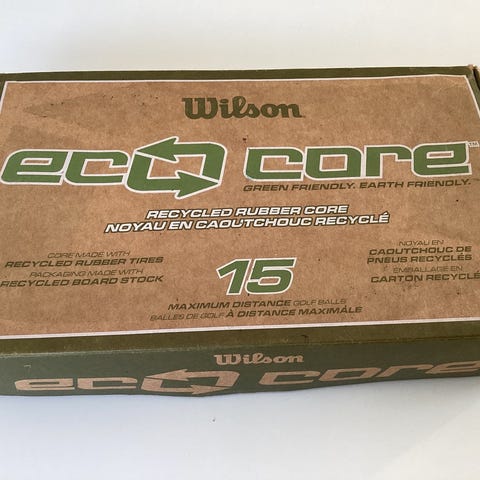 Wilson
eco core™
GREEN FRIENDLY. EARTH FRIENDLY.
RECYCLED RUBBER CORE
NOYAU EN CAOUTCHOUC RECYCLÉ
CORE MADE WITH
RECYCLED RUBBER TIRES
PACKAGING MADE WITH
RECYCLED BOARD STOCK
15
NOYAU EN
CAOUTCHOUC DE
PNEUS RECYCLÉS
EMBALLAGE EN
CARTON RECYCLÉ
MAXIMUM DISTANCE GOLF BALLS
BALLES DE GOLF À DISTANCE MAXIMALE
Wilson
eco core